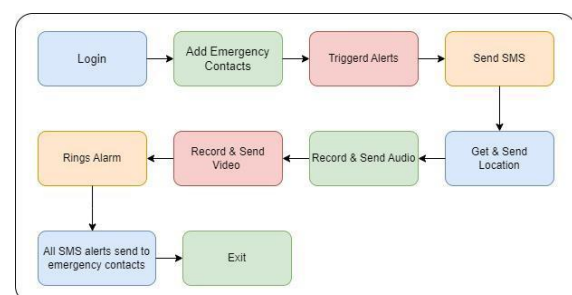 Login
Add Emergency
Contacts
Triggerd Alerts
Send SMS
Get & Send
Location
Record & Send Audio
Record & Send
Video
Rings Alarm
All SMS alerts send to
emergency contacts
Exit